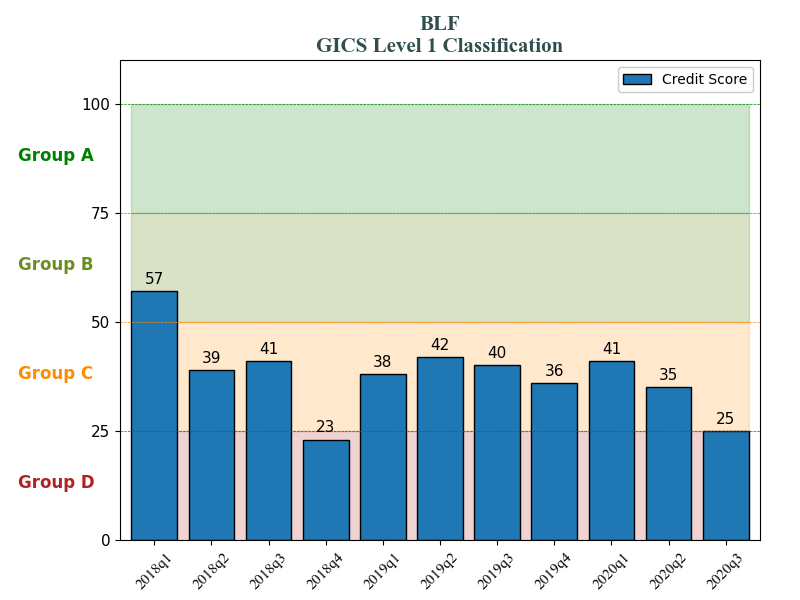 BLF
GICS Level 1 Classification
Credit Score
100
Group A
75
Group B
57
50
39
41
38
42
40
36
41
35
Group C
23
25
25
Group D
0
2018q1
2018q2
2018q3
2018q4
2019q1
2019q2
2019q3
2019q4
2020q1
2020q2
2020q3